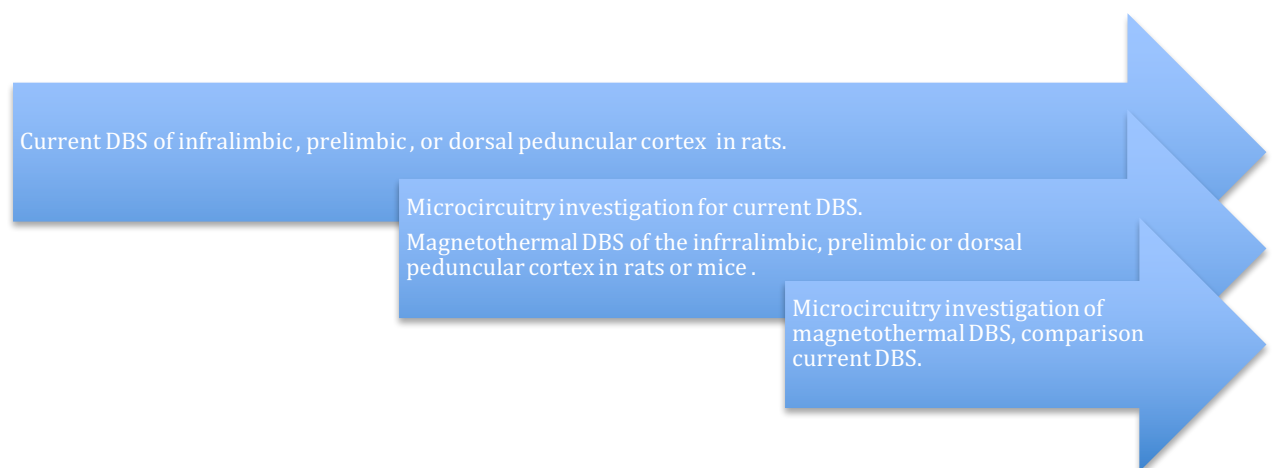 Current DBS of infralimbic , prelimbic , or dorsal peduncular cortex in rats.
Microcircuitry investigation for current DBS.
Magnetothermal DBS of the infrralimbic, prelimbic or dorsal
peduncular cortex in rats or mice .
Microcircuitry investigation of
magnetothermal DBS, comparison
current DBS.